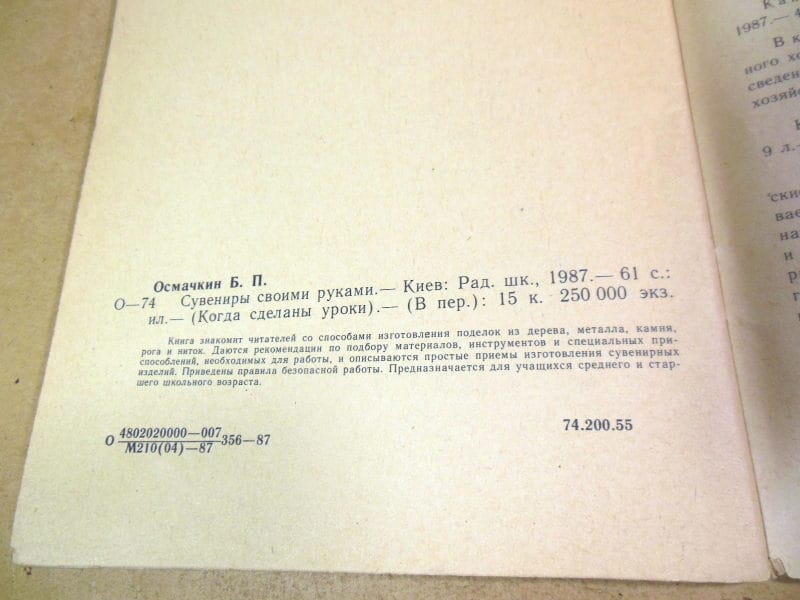 Осмачкин Б. П.
О—74 Сувениры своими руками.— Киев: Рад. шк., 1987.— 61 с.:
ил.— (Когда сделаны уроки).— (В пер.): 15 к. 250 000 экз.
Книга знакомит читателей со способами изготовления поделок из дерева, металла, камня,
рога и ниток. Даются рекомендации по подбору материалов, инструментов и специальных при-
способлений, необходимых для работы, и описываются простые приемы изготовления сувенирных
изделий. Приведены правила безопасной работы. Предназначается для учащихся среднего и стар-
шего школьного возраста.
О 4802020000—007
М210(04)—87 356—87
74.200.55
1987.—
В
ного
9 л.
и